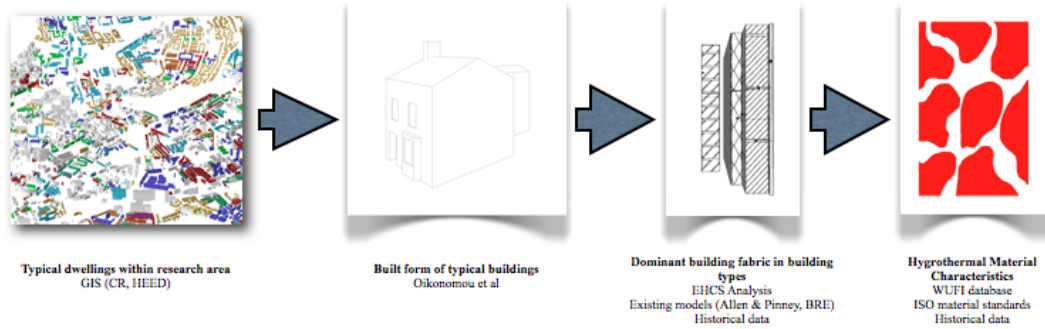 Typical dwellings within research area
GIS (CR, HEED)
Built form of typical buildings
Oikonomou et al
Dominant building fabric in building
types
EHCS Analysis
Existing models (Allen & Pinney, BRE)
Historical data
Hygrothermal Material
Characteristics
WUFI database
ISO material standards
Historical data